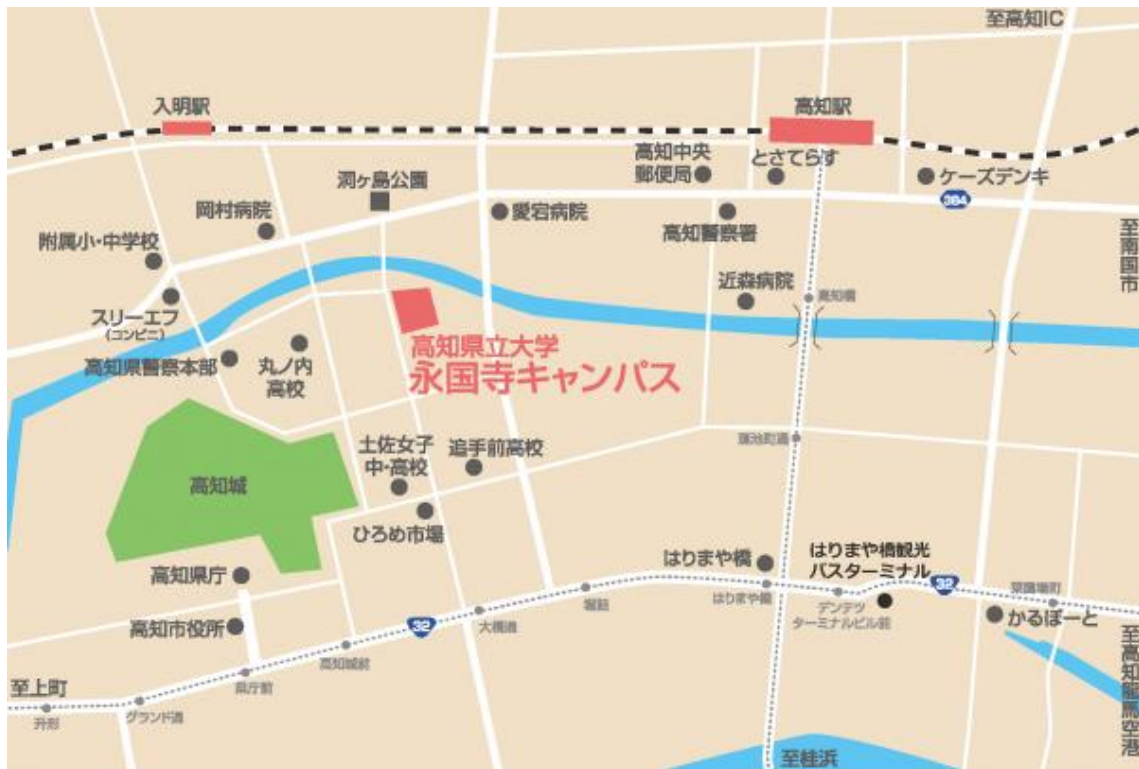 至高知IC
入明駅
高知駅
高知中央
郵便局
とさてらす
ケーズデンキ
洞ヶ島公園
岡村病院
愛宕病院
384
高知警察署
至南国市
附属小・中学校
近森病院
高知橋
スリーエフ
(コンビニ)
高知県立大学
永国寺キャンパス
高知県警察本部
丸ノ内
高校
土佐女子
中・高校
追手前高校
蓮池町通
高知城
ひろめ市場
はりまや橋
はりまや橋観光
バスターミナル
高知県庁
はりまや橋
デンテツ
ターミナルビル前
32
菜園場町
かるぽーと
高知市役所
32
大橋通
堀詰
高知城前
県庁前
至上町
升形
グランド通
至高知龍馬空港
至桂浜